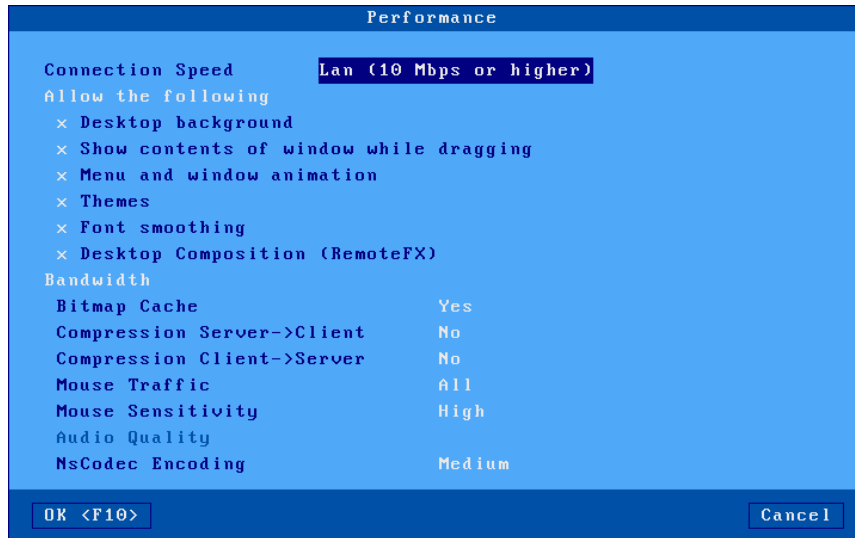 Performance
Connection Speed Lan (10 Mbps or higher)
Allow the following
x Desktop background
x Show contents of window while dragging
x Menu and window animation
x Themes
x Font smoothing
x Desktop Composition (RemoteFX)
Bandwidth
Bitmap Cache Yes
Compression Server->Client No
Compression Client->Server No
Mouse Traffic All
Mouse Sensitivity High
Audio Quality
NsCodec Encoding Medium
OK <F10> Cancel